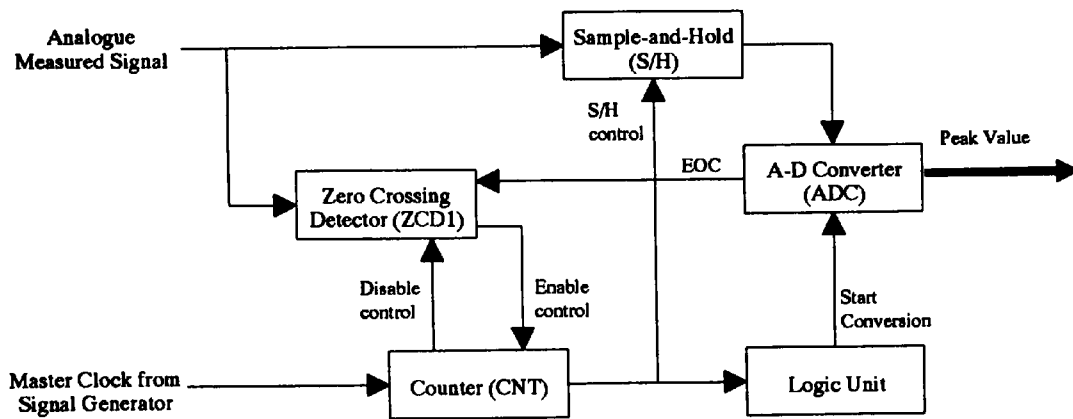 Analogue
Measured Signal
Sample-and-Hold
(S/H)
S/H
control
Peak Value
EOC
A-D Converter
(ADC)
Zero Crossing
Detector (ZCD1)
Disable
control
Enable
control
Start
Conversion
Master Clock from
Signal Generator
Counter (CNT)
Logic Unit